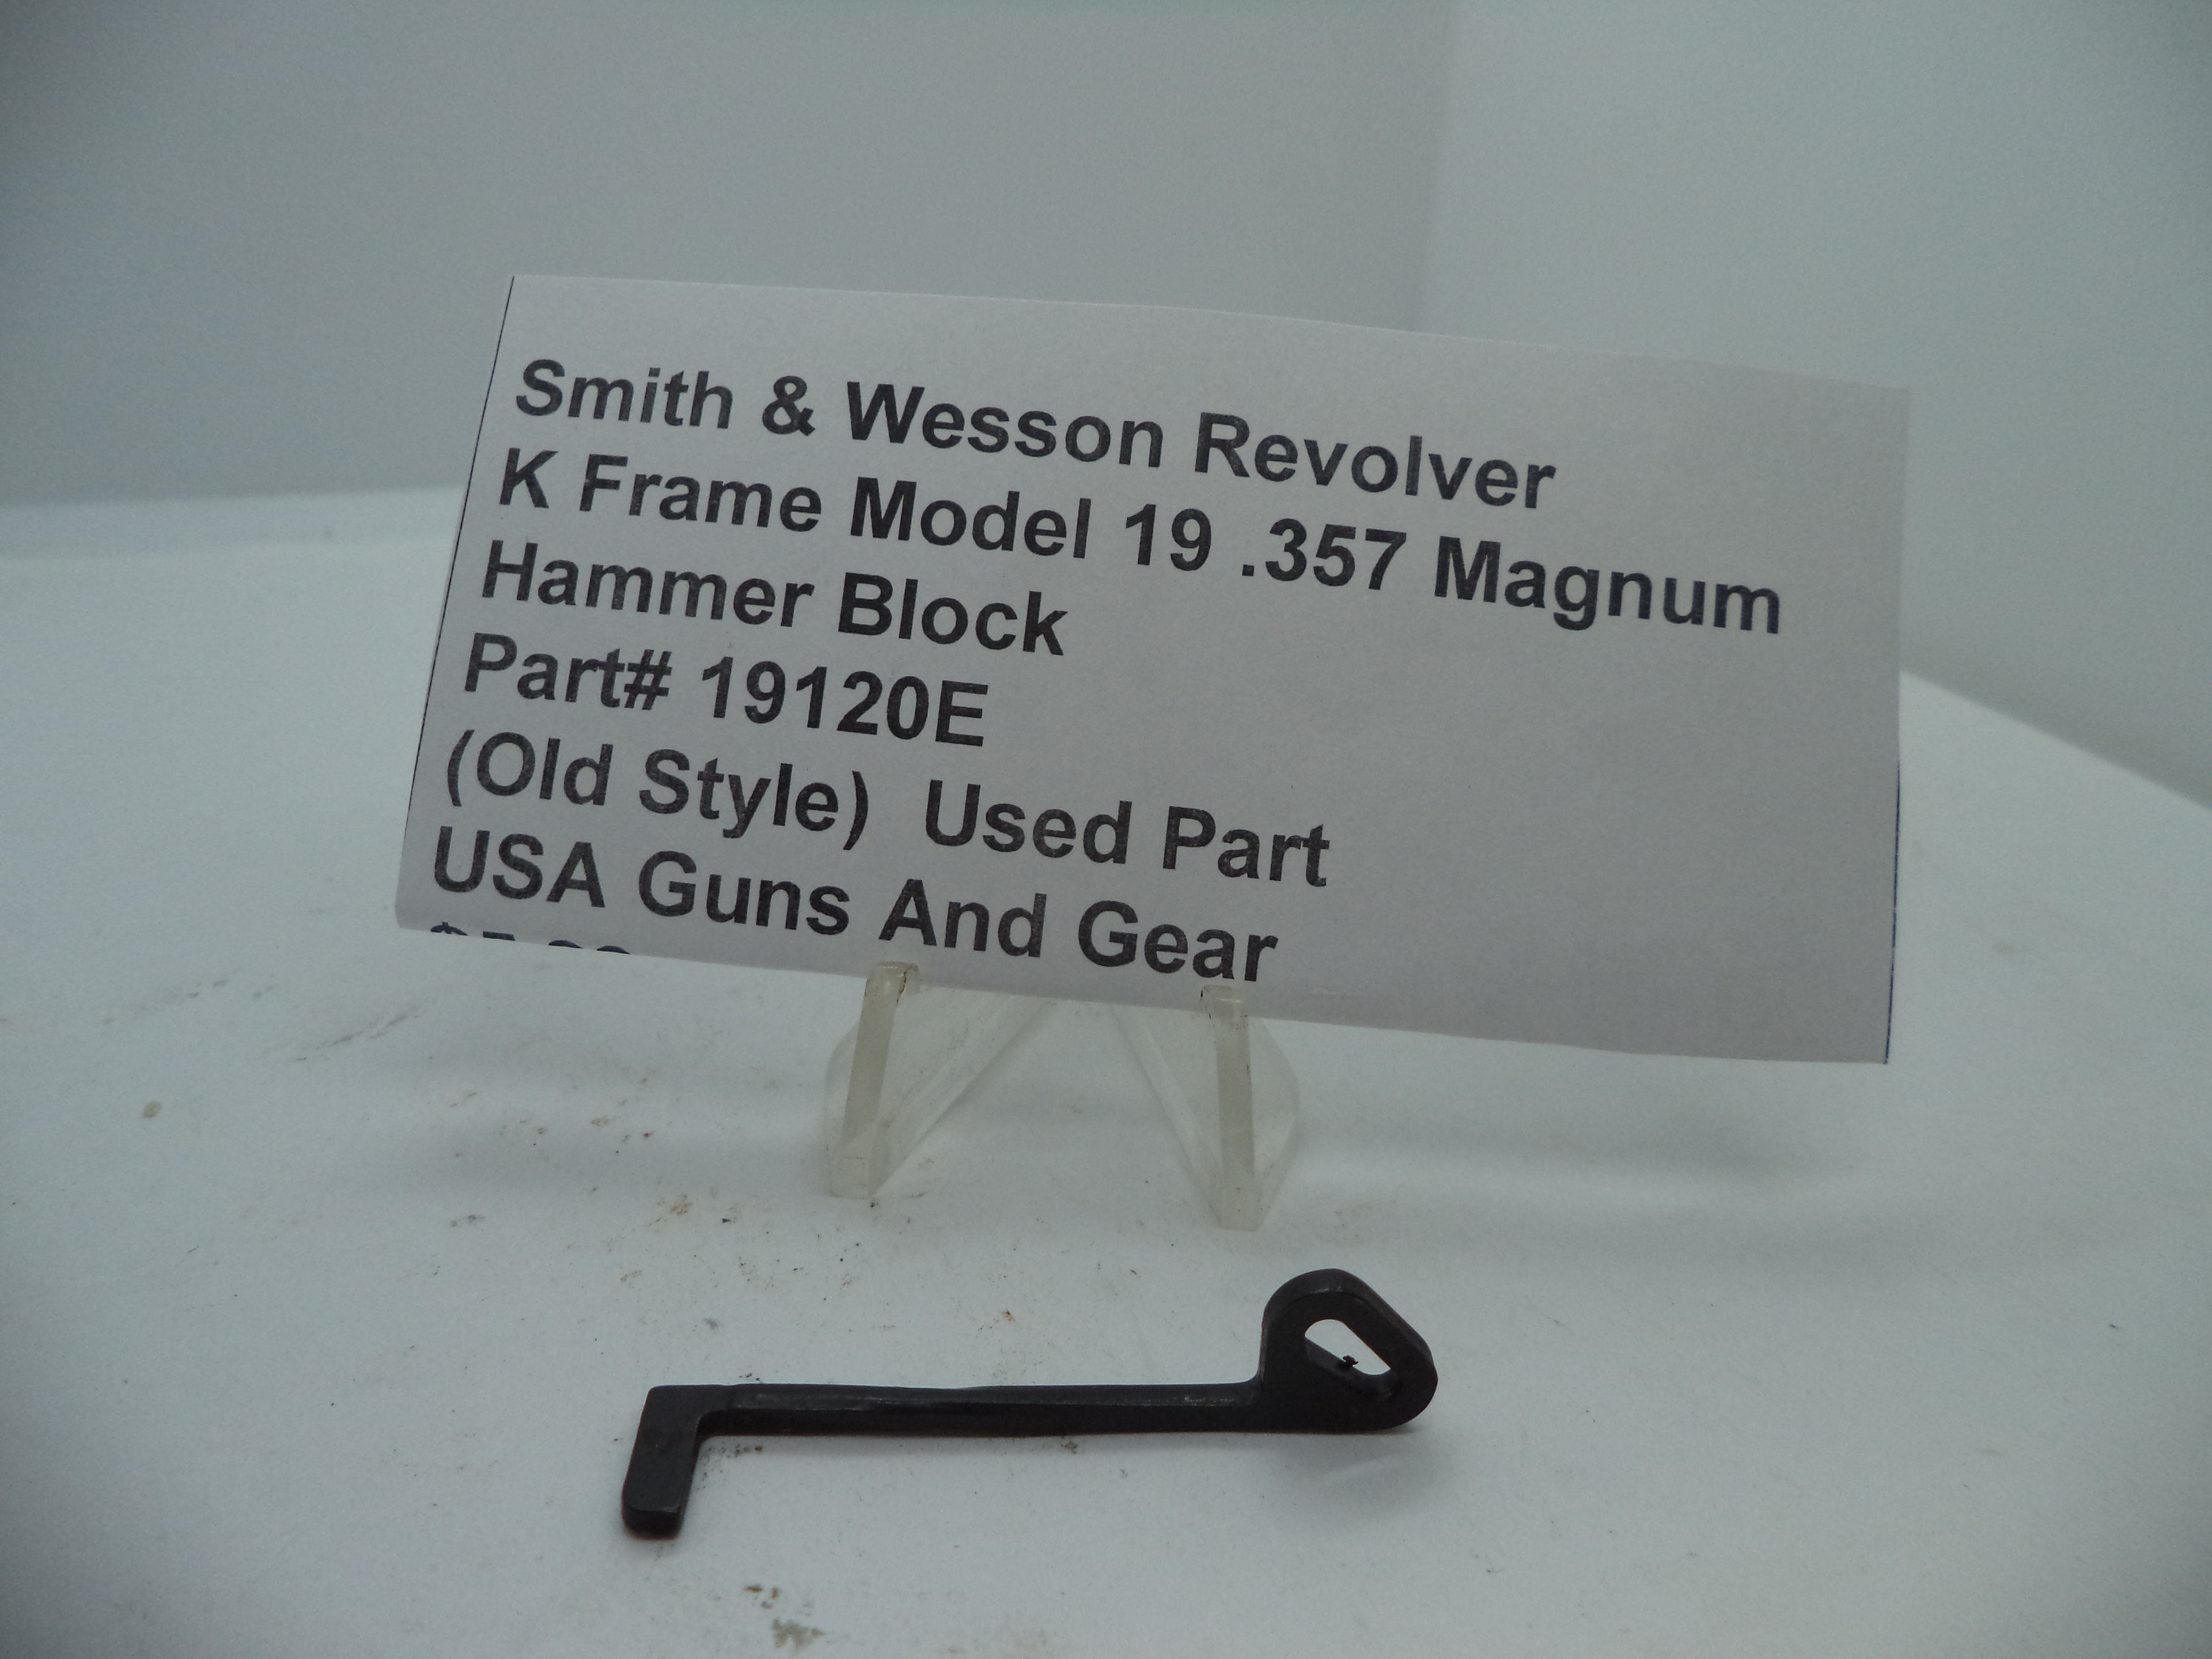 Smith & Wesson Revolver
K Frame Model 19 .357 Magnum
Hammer Block
Part# 19120E
(Old Style)  Used Part
USA Guns And Gear